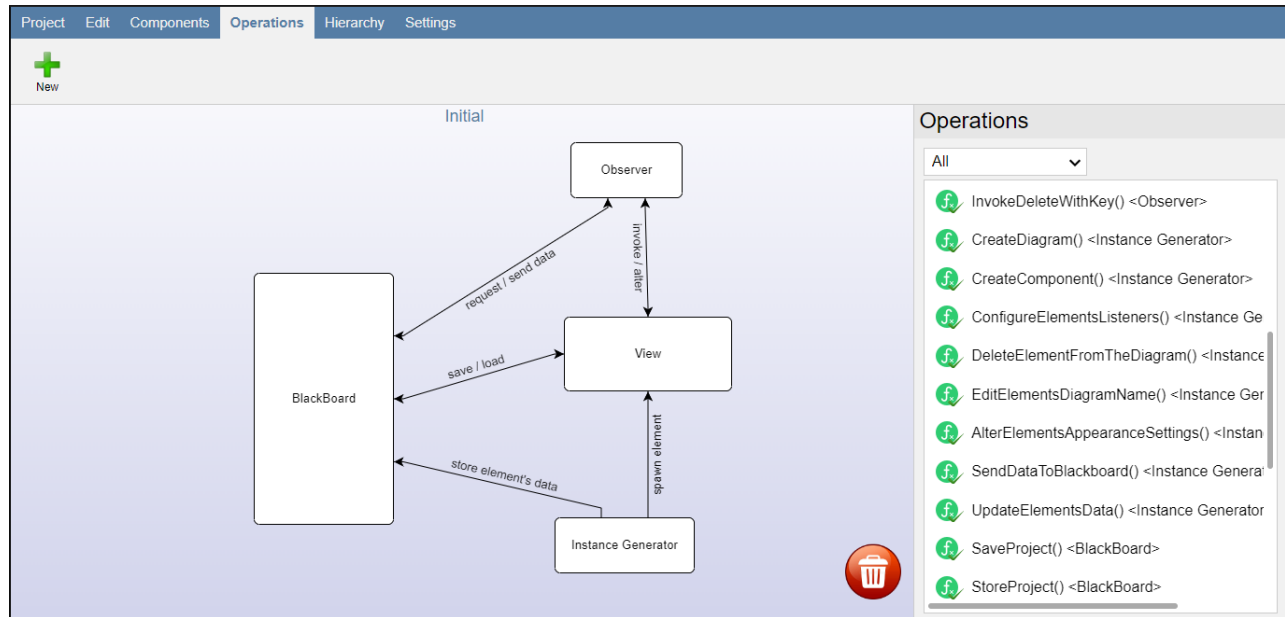 Project Edit Components Operations Hierarchy Settings
New
Initial
Observer
request / send data
invoke / alter
BlackBoard
save / load
View
store element's data
spawn element
Instance Generator
Operations
All
InvokeDeleteWithKey() <Observer>
CreateDiagram() <Instance Generator>
CreateComponent() <Instance Generator>
ConfigureElementsListeners() <Instance Ge
DeleteElementFromTheDiagram() <Instance
EditElementsDiagramName() <Instance Ger
AlterElementsAppearanceSettings() <Instan
SendDataToBlackboard() <Instance Generat
UpdateElementsData() <Instance Generator
SaveProject() <BlackBoard>
StoreProject() <BlackBoard>